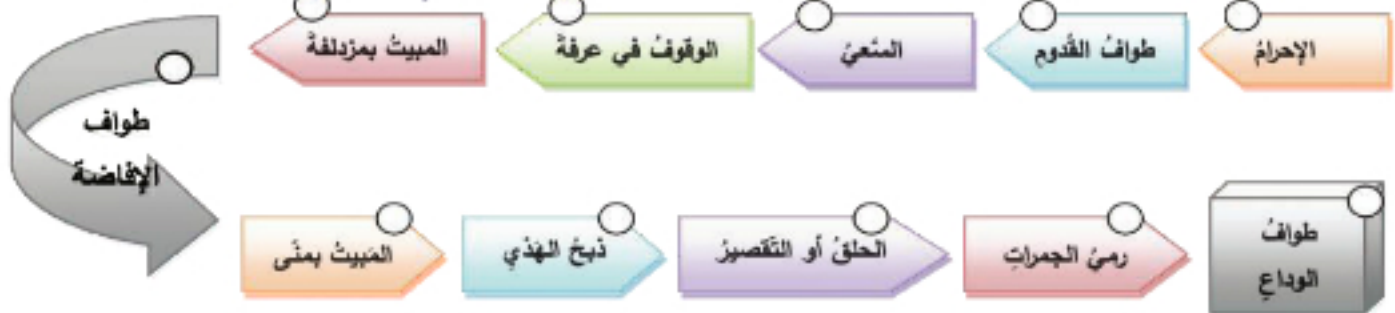 الإحرامُ
طوافُ القُدومِ
السَّعيُ
الوقوفُ في عرفةَ
المبيتُ بمزدلفةَ
طواف
الإفاضة
المَبيتُ بمنًى
ذبحُ الهَدْيِ
الحلقُ أو التَّقصيرُ
رميُ الجمراتِ
طوافُ
الوداعِ